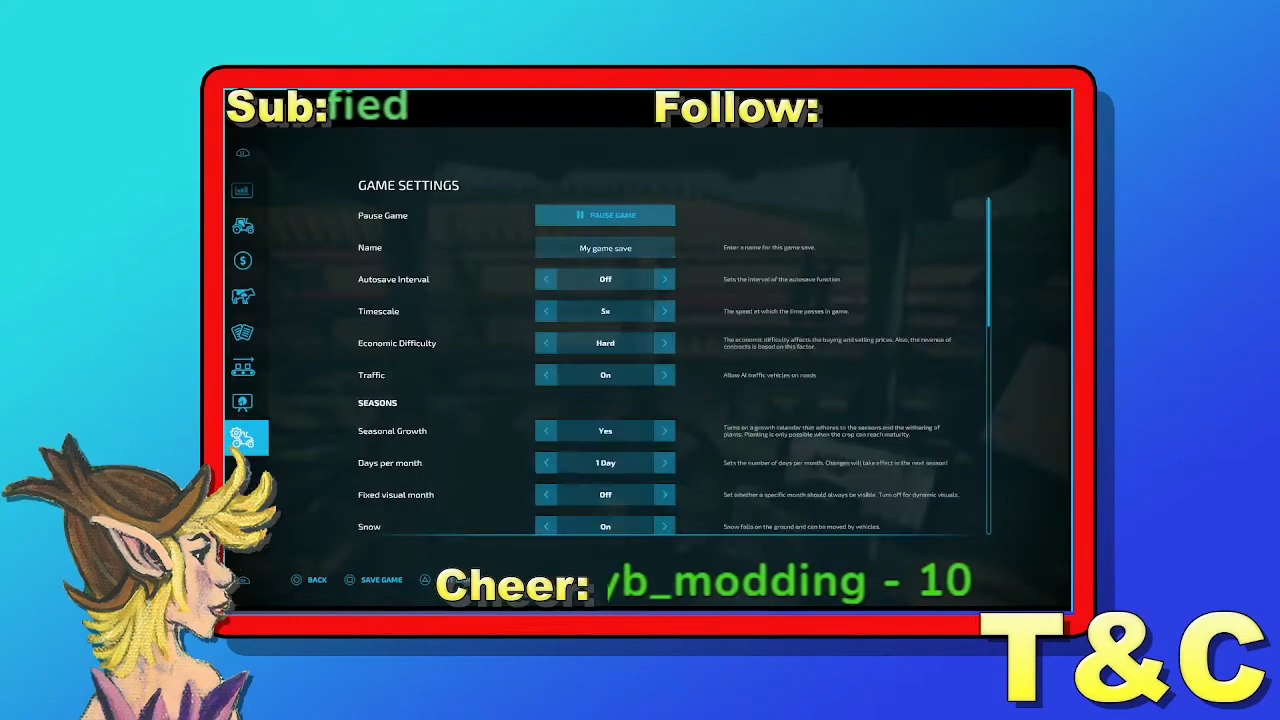 Sub: fied Follow:
GAME SETTINGS
Pause Game PAUSE GAME
Name My game save Enter a name for this game save.
Autosave Interval Off Sets the interval of the autosave function.
Timescale 5x The speed at which the time passes in game.
Economic Difficulty Hard The economic difficulty affects the buying and selling prices. Also, the revenue of
contracts is based on this factor.
Traffic On Allow AI traffic vehicles on roads
SEASONS
Seasonal Growth Yes Turns on a growth calendar that adheres to the seasons and the withering of
plants. Planting is only possible when the crop can reach maturity.
Days per month 1 Day Sets the number of days per month. Changes will take effect in the next season!
Fixed visual month Off Set whether a specific month should always be visible. Turn off for dynamic visuals.
Snow On Snow falls on the ground and can be moved by vehicles.
BACK SAVE GAME
Cheer: yb_modding - 10
T&C